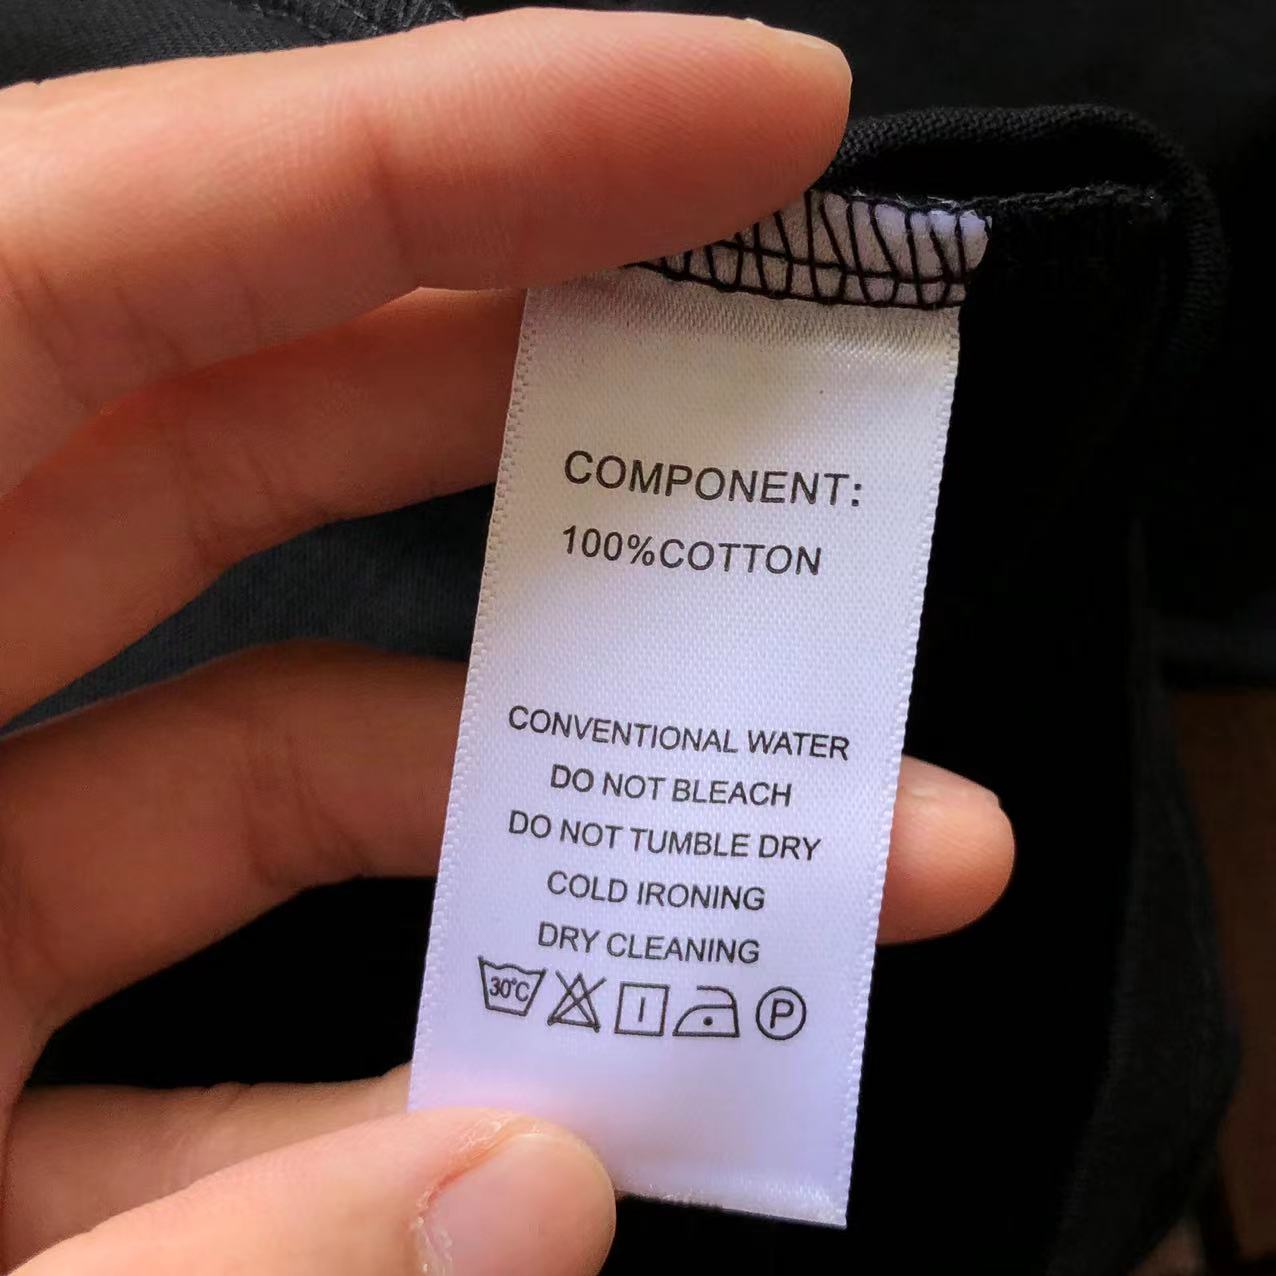 COMPONENT:
100%COTTON
CONVENTIONAL WATER
DO NOT BLEACH
DO NOT TUMBLE DRY
COLD IRONING
DRY CLEANING
30°C P